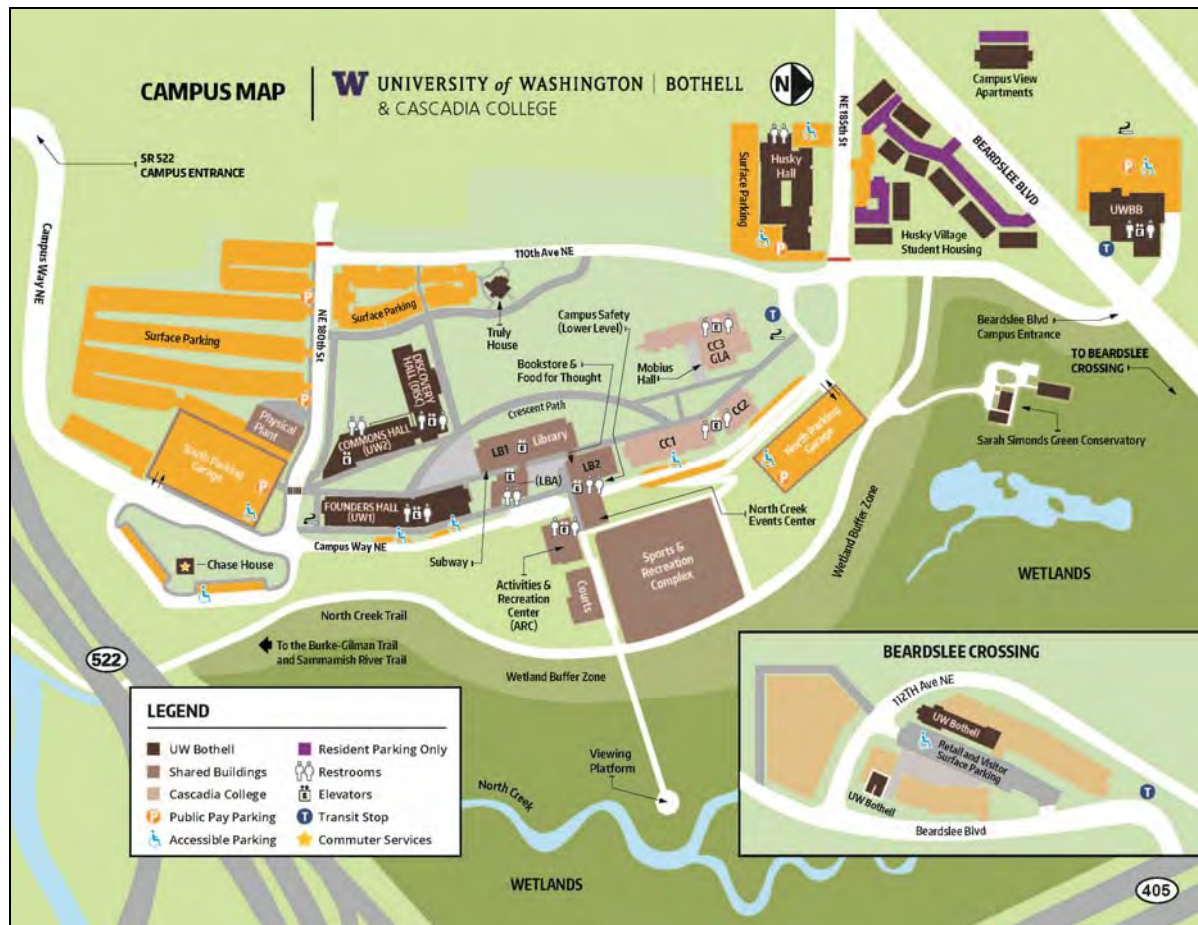 CAMPUS MAP
W UNIVERSITY of WASHINGTON | BOTHELL
& CASCADIA COLLEGE
N
SR 522
CAMPUS ENTRANCE
Campus Way NE
Surface Parking
P
NE 180th St
P
Surface Parking
110th Ave NE
Truly
House
Physical
Plant
South Parking
Garage
P
COMMONS HALL
(UW2)
DISCOVERY
HALL (DISC)
FOUNDERS HALL
(UW1)
Campus Way NE
Chase House
Crescent Path
LB1
Library
(LBA)
LB2
Subway
Bookstore &
Food for Thought
Campus Safety
(Lower Level)
Mobius
Hall
CC3
GLA
CC2
CC1
T
Surface Parking
Husky
Hall
P
NE 185th St
Husky Village
Student Housing
Campus View
Apartments
BEARDSLEE BLVD
P
UWBB
T
Beardslee Blvd
Campus Entrance
TO BEARDSLEE
CROSSING
Sarah Simonds Green Conservatory
North Parking
Garage
P
North Creek
Events Center
Activities &
Recreation
Center
(ARC)
Courts
Sports &
Recreation
Complex
Wetland Buffer Zone
WETLANDS
North Creek Trail
To the Burke-Gilman Trail
and Sammamish River Trail
Wetland Buffer Zone
522
Viewing
Platform
North Creek
WETLANDS
LEGEND
UW Bothell
Shared Buildings
Cascadia College
P Public Pay Parking
Accessible Parking
Resident Parking Only
Restrooms
E Elevators
T Transit Stop
Commuter Services
BEARDSLEE CROSSING
112TH Ave NE
UW Bothell
Retail and Visitor
Surface Parking
UW Bothell
Beardslee Blvd
T
405